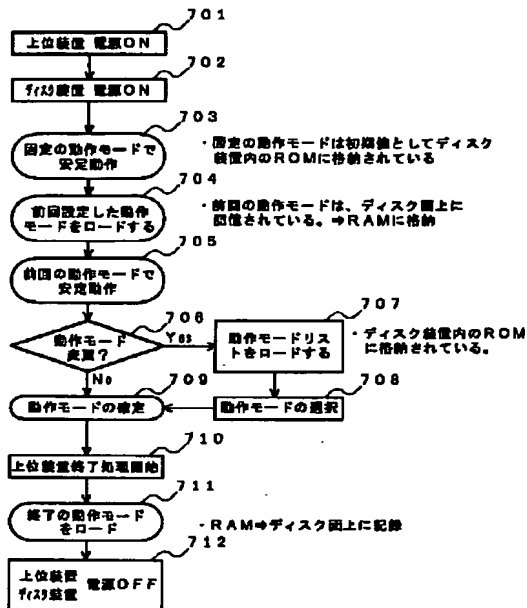 701
上位装置 電源ON
702
ディスク装置 電源ON
703
固定の動作モードで
安定動作
・固定の動作モードは初期値としてディスク
装置内のROMに格納されている
704
前回設定した動作
モードをロードする
・前回の動作モードは、ディスク面上に
記憶されている。⇒RAMに格納
705
前回の動作モードで
安定動作
706
動作モード
変更?
Yes
No
707
動作モードリス
トをロードする
・ディスク装置内のROM
に格納されている。
708
動作モードの選択
709
動作モードの確定
710
上位装置終了処理開始
711
終了の動作モード
をロード
・RAM⇒ディスク面上に記録
712
上位装置
ディスク装置 電源OFF